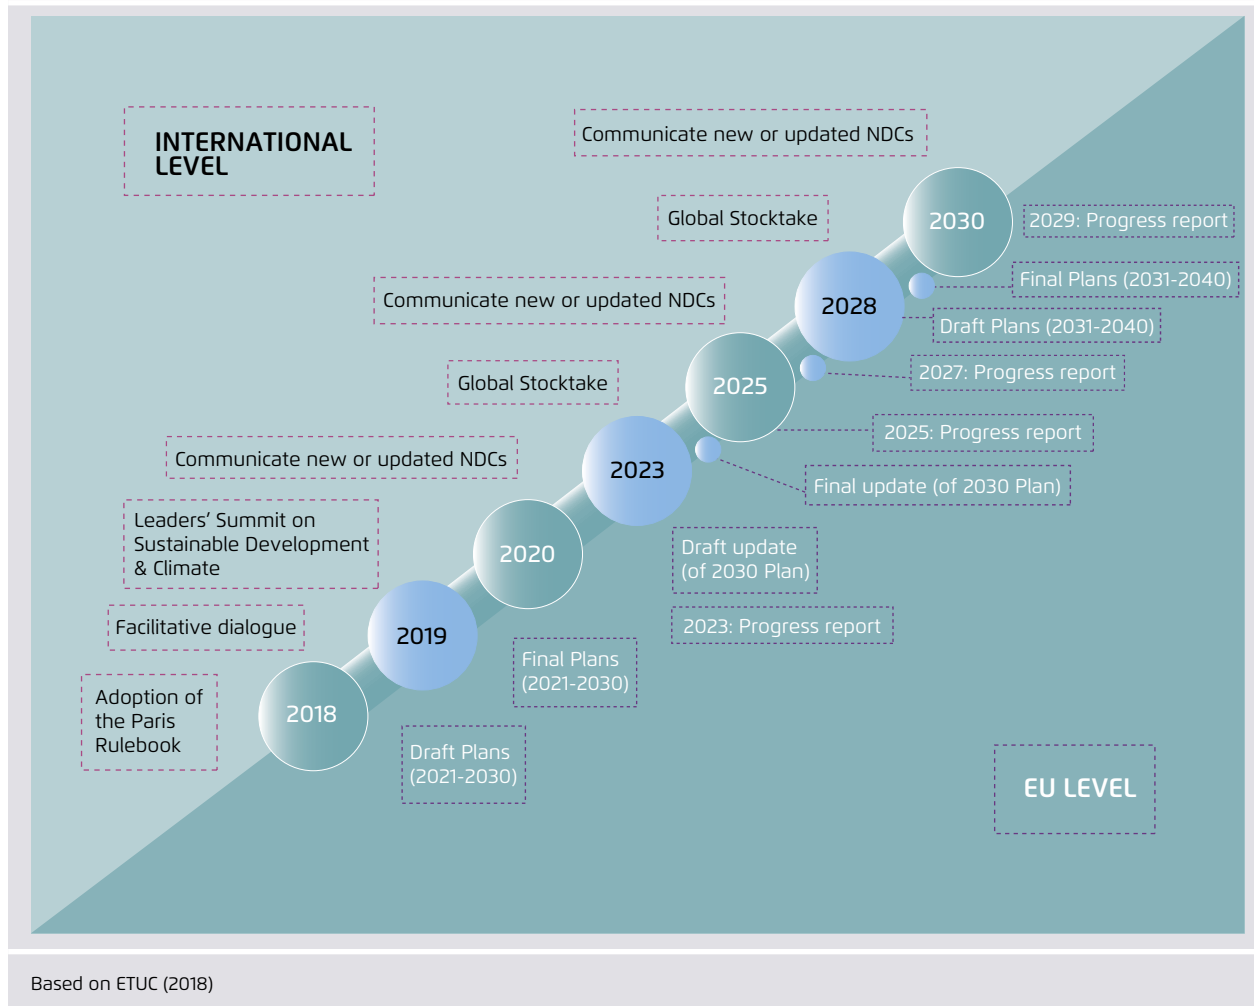 INTERNATIONAL
LEVEL
Communicate new or updated NDCs
Global Stocktake
Communicate new or updated NDCs
Global Stocktake
Communicate new or updated NDCs
Leaders’ Summit on
Sustainable Development
& Climate
Facilitative dialogue
Adoption of
the Paris
Rulebook
2030
2028
2025
2023
2020
2019
2018
2029: Progress report
Final Plans (2031-2040)
Draft Plans (2031-2040)
2027: Progress report
2025: Progress report
Final update (of 2030 Plan)
Draft update
(of 2030 Plan)
2023: Progress report
Final Plans
(2021-2030)
Draft Plans
(2021-2030)
EU LEVEL
Based on ETUC (2018)